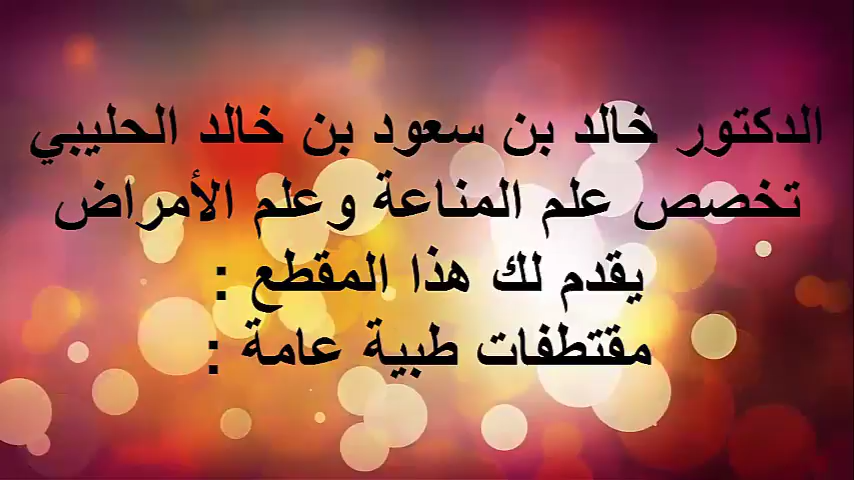 الدكتور خالد بن سعود بن خالد الحليبي
تخصص علم المناعة وعلم الأمراض
يقدم لك هذا المقطع :
مقتطفات طبية عامة :